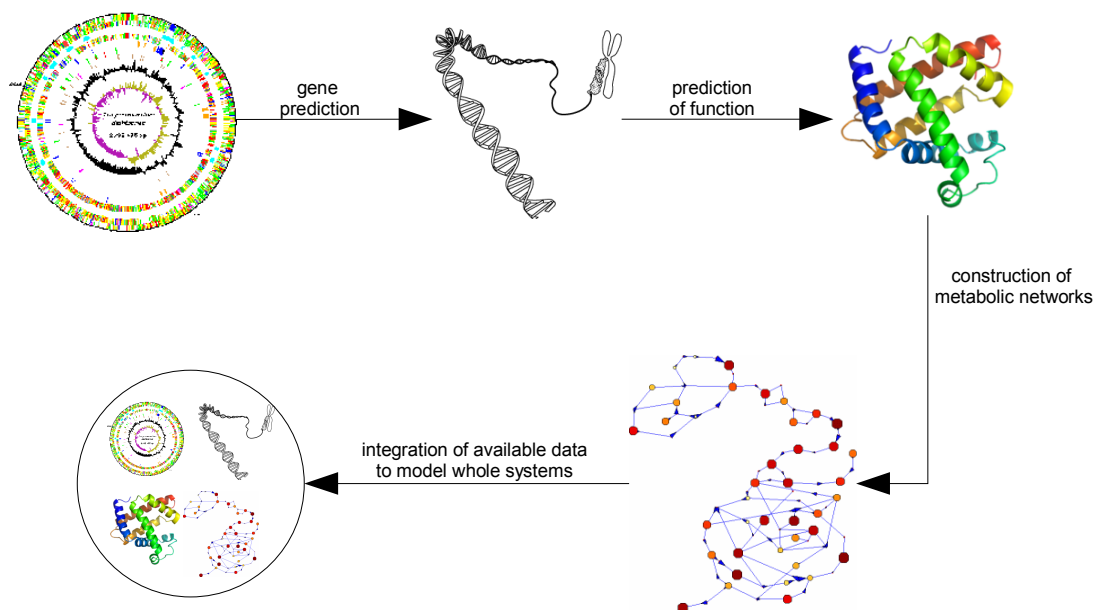 gene
prediction
prediction
of function
construction of
metabolic networks
integration of available data
to model whole systems